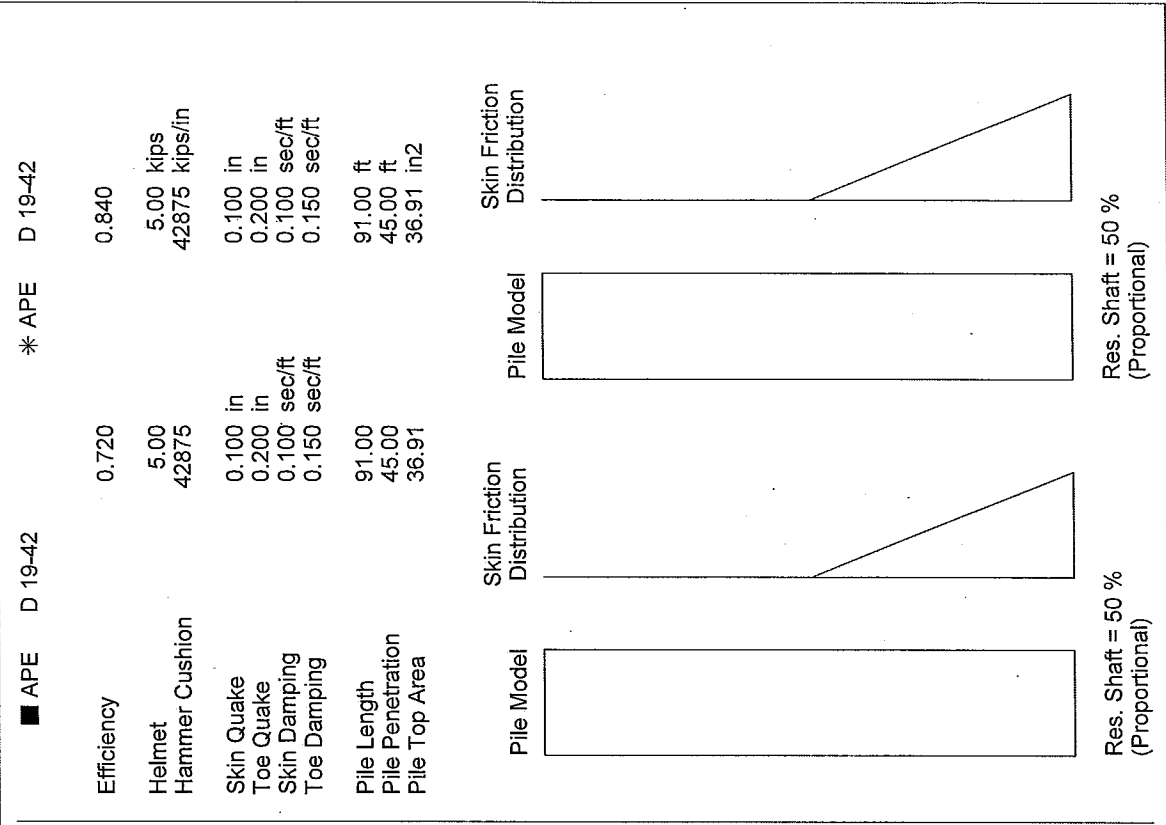 ■ APE D 19-42 ✳ APE D 19-42
Efficiency 0.720 0.840
Helmet 5.00 5.00 kips
Hammer Cushion 42875 42875 kips/in
Skin Quake 0.100 in 0.100 in
Toe Quake 0.200 in 0.200 in
Skin Damping 0.100 sec/ft 0.100 sec/ft
Toe Damping 0.150 sec/ft 0.150 sec/ft
Pile Length 91.00 91.00 ft
Pile Penetration 45.00 45.00 ft
Pile Top Area 36.91 36.91 in2
Pile Model
Skin Friction
Distribution
Pile Model
Skin Friction
Distribution
Res. Shaft = 50 %
(Proportional)
Res. Shaft = 50 %
(Proportional)